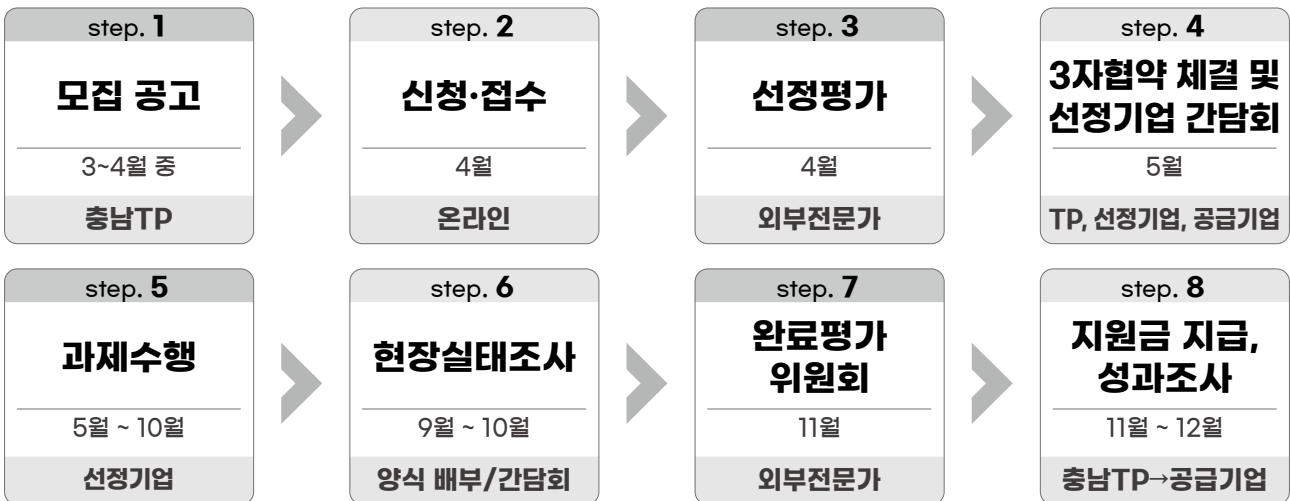 step. 1
모집 공고
3~4월 중
충남TP
step. 2
신청·접수
4월
온라인
step. 3
선정평가
4월
외부전문가
step. 4
3자협약 체결 및
선정기업 간담회
5월
TP, 선정기업, 공급기업
step. 5
과제수행
5월 ~ 10월
선정기업
step. 6
현장실태조사
9월 ~ 10월
양식 배부/간담회
step. 7
완료평가
위원회
11월
외부전문가
step. 8
지원금 지급,
성과조사
11월 ~ 12월
충남TP→공급기업